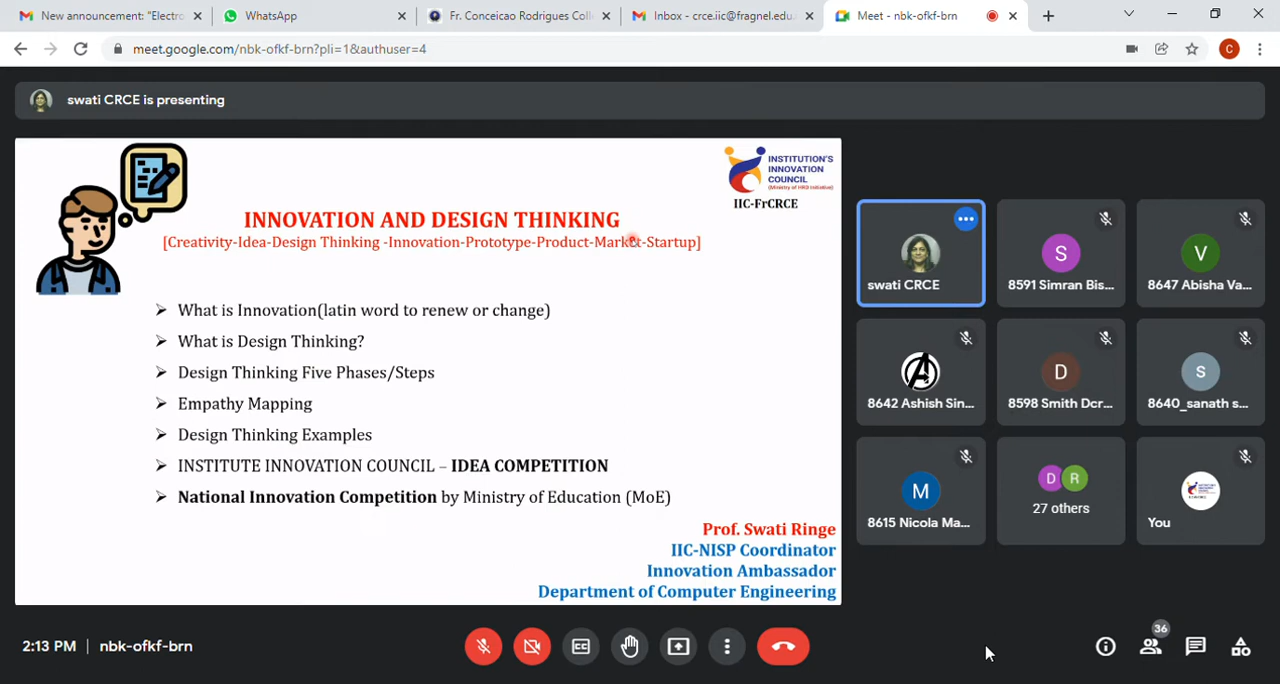 New announcement: "Electro
WhatsApp
Fr. Conceicao Rodrigues Coll
Inbox - crce.iic@fragnel.edu.
Meet - nbk-ofkf-brn
meet.google.com/nbk-ofkf-brn?pli=1&authuser=4
C
swati CRCE is presenting
INSTITUTION'S
INNOVATION
COUNCIL
(Ministry of HRD Initiative)
IIC-FrCRCE
INNOVATION AND DESIGN THINKING
[Creativity-Idea-Design Thinking -Innovation-Prototype-Product-Market-Startup]
➢ What is Innovation(latin word to renew or change)
➢ What is Design Thinking?
➢ Design Thinking Five Phases/Steps
➢ Empathy Mapping
➢ Design Thinking Examples
➢ INSTITUTE INNOVATION COUNCIL – IDEA COMPETITION
➢ National Innovation Competition by Ministry of Education (MoE)
Prof. Swati Ringe
IIC-NISP Coordinator
Innovation Ambassador
Department of Computer Engineering
swati CRCE
S
8591 Simran Bis...
V
8647 Abisha Va...
8642 Ashish Sin...
D
8598 Smith Dcr...
S
8640_sanath s...
M
8615 Nicola Ma...
D R
27 others
You
2:13 PM | nbk-ofkf-brn
CC
36